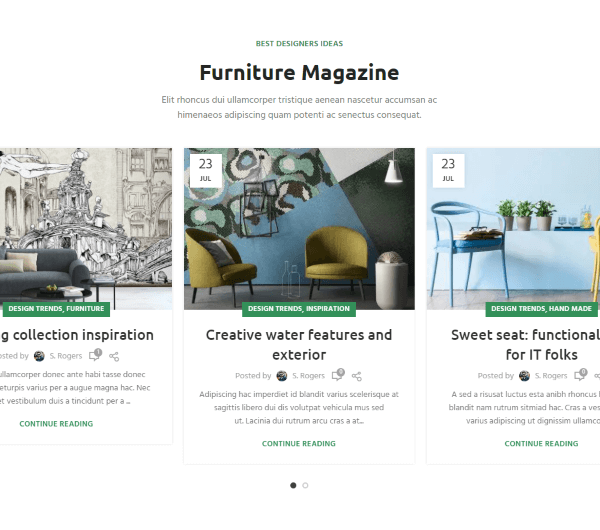 BEST DESIGNERS IDEAS
Furniture Magazine
Elit rhoncus dui ullamcorper tristique aenean nascetur accumsan ac
himenaeos adipiscing quam potenti ac senectus consequat.
DESIGN TRENDS, FURNITURE
collection inspiration
by S. Rogers 1
ullamcorper donec ante habi tasse donec
eturpis varius per a augue magna hac. Nec
et vestibulum duis a tincidunt per a ...
CONTINUE READING
23
JUL
DESIGN TRENDS, INSPIRATION
Creative water features and
exterior
Posted by S. Rogers 0
Adipiscing hac imperdiet id blandit varius scelerisque at
sagittis libero dui dis volutpat vehicula mus sed
ut. Lacinia dui rutrum arcu cras a at...
CONTINUE READING
23
JUL
DESIGN TRENDS, HAND MADE
Sweet seat: functional
for IT folks
Posted by S. Rogers 0
A sed a risusat luctus esta anibh rhoncus
blandit nam rutrum sitmiad hac. Cras a ves
varius adipiscing ut dignissim ullamco
CONTINUE READING